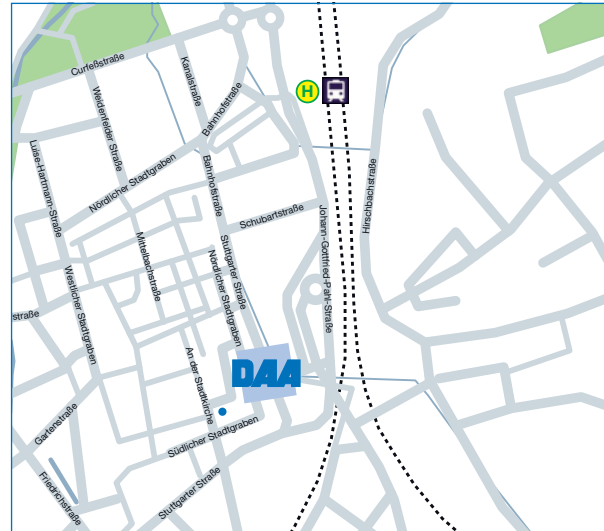 Curfeßstraße
Kanalstraße
H
Weidenfelder Straße
Bahnhofstraße
Luise-Hartmann-Straße
Nördlicher Stadtgraben
Bahnhofstraße
Hirschbachstraße
Schubartstraße
Johann-Gottfried-Pahl-Straße
Mittelbachstraße
Stuttgarter Straße
Nördlicher Stadtgraben
Westlicher Stadtgraben
straße
DAA
An der Stadtkirche
Gartenstraße
Südlicher Stadtgraben
Friedrichstraße
Stuttgarter Straße